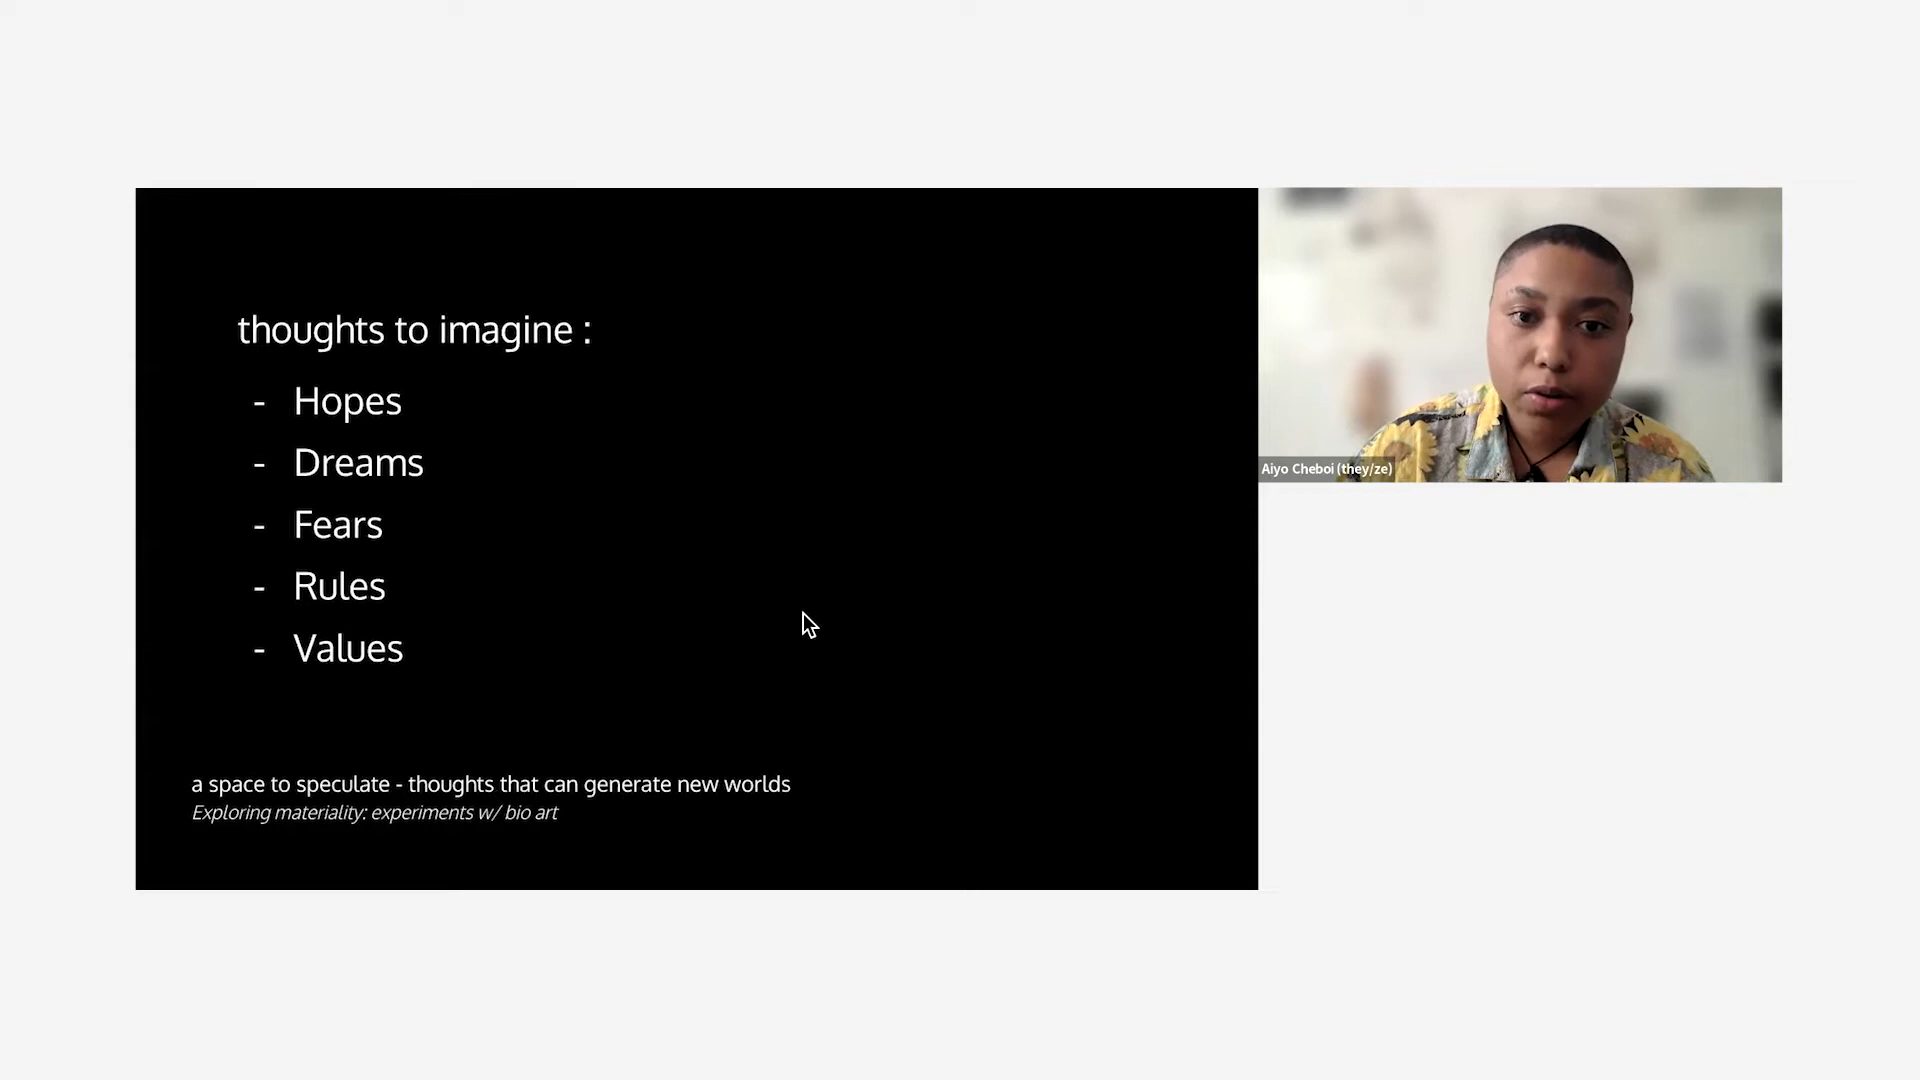 thoughts to imagine :
- Hopes
- Dreams
- Fears
- Rules
- Values
a space to speculate - thoughts that can generate new worlds
Exploring materiality: experiments w/ bio art
Aiyo Cheboi (they/ze)